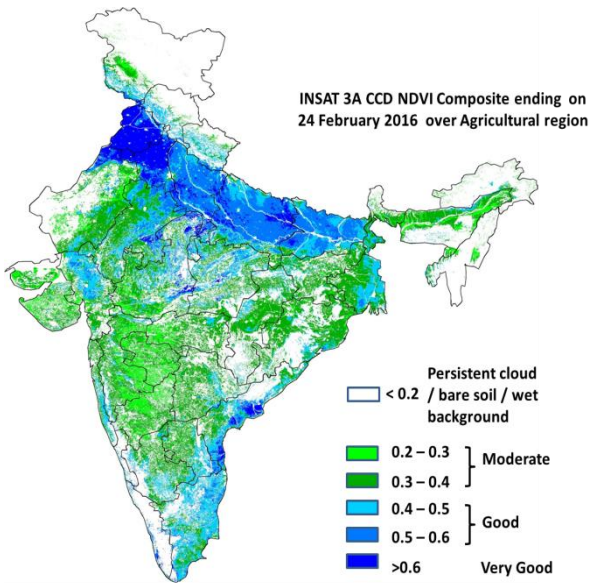 INSAT 3A CCD NDVI Composite ending on
24 February 2016 over Agricultural region
< 0.2
Persistent cloud
/ bare soil / wet
background
0.2 – 0.3
0.3 – 0.4
Moderate
0.4 – 0.5
0.5 – 0.6
Good
>0.6
Very Good